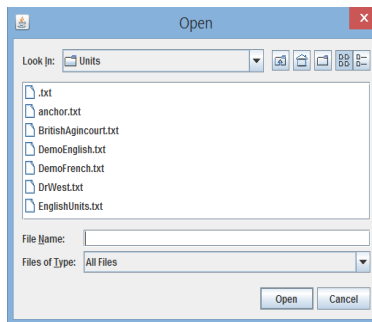 Open
Look In: Units
.txt
anchor.txt
BritishAgincourt.txt
DemoEnglish.txt
DemoFrench.txt
DrWest.txt
EnglishUnits.txt
File Name:
Files of Type: All Files
Open Cancel